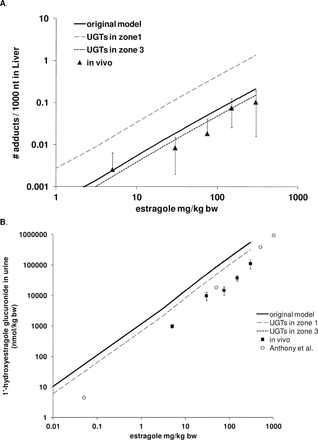 A.
original model
UGTs in zone1
UGTs in zone 3
in vivo
# adducts / 1000 nt in Liver
1
0.1
0.01
0.001
1
10
100
1000
estragole mg/kg bw
B.
1'-hydroxyestragole glucuronide in urine
(nmol/kg bw)
1000000
100000
10000
1000
100
10
1
0.01
0.1
1
10
100
1000
estragole mg/kg bw
original model
UGTs in zone 1
UGTs in zone 3
in vivo
Anthony et al.